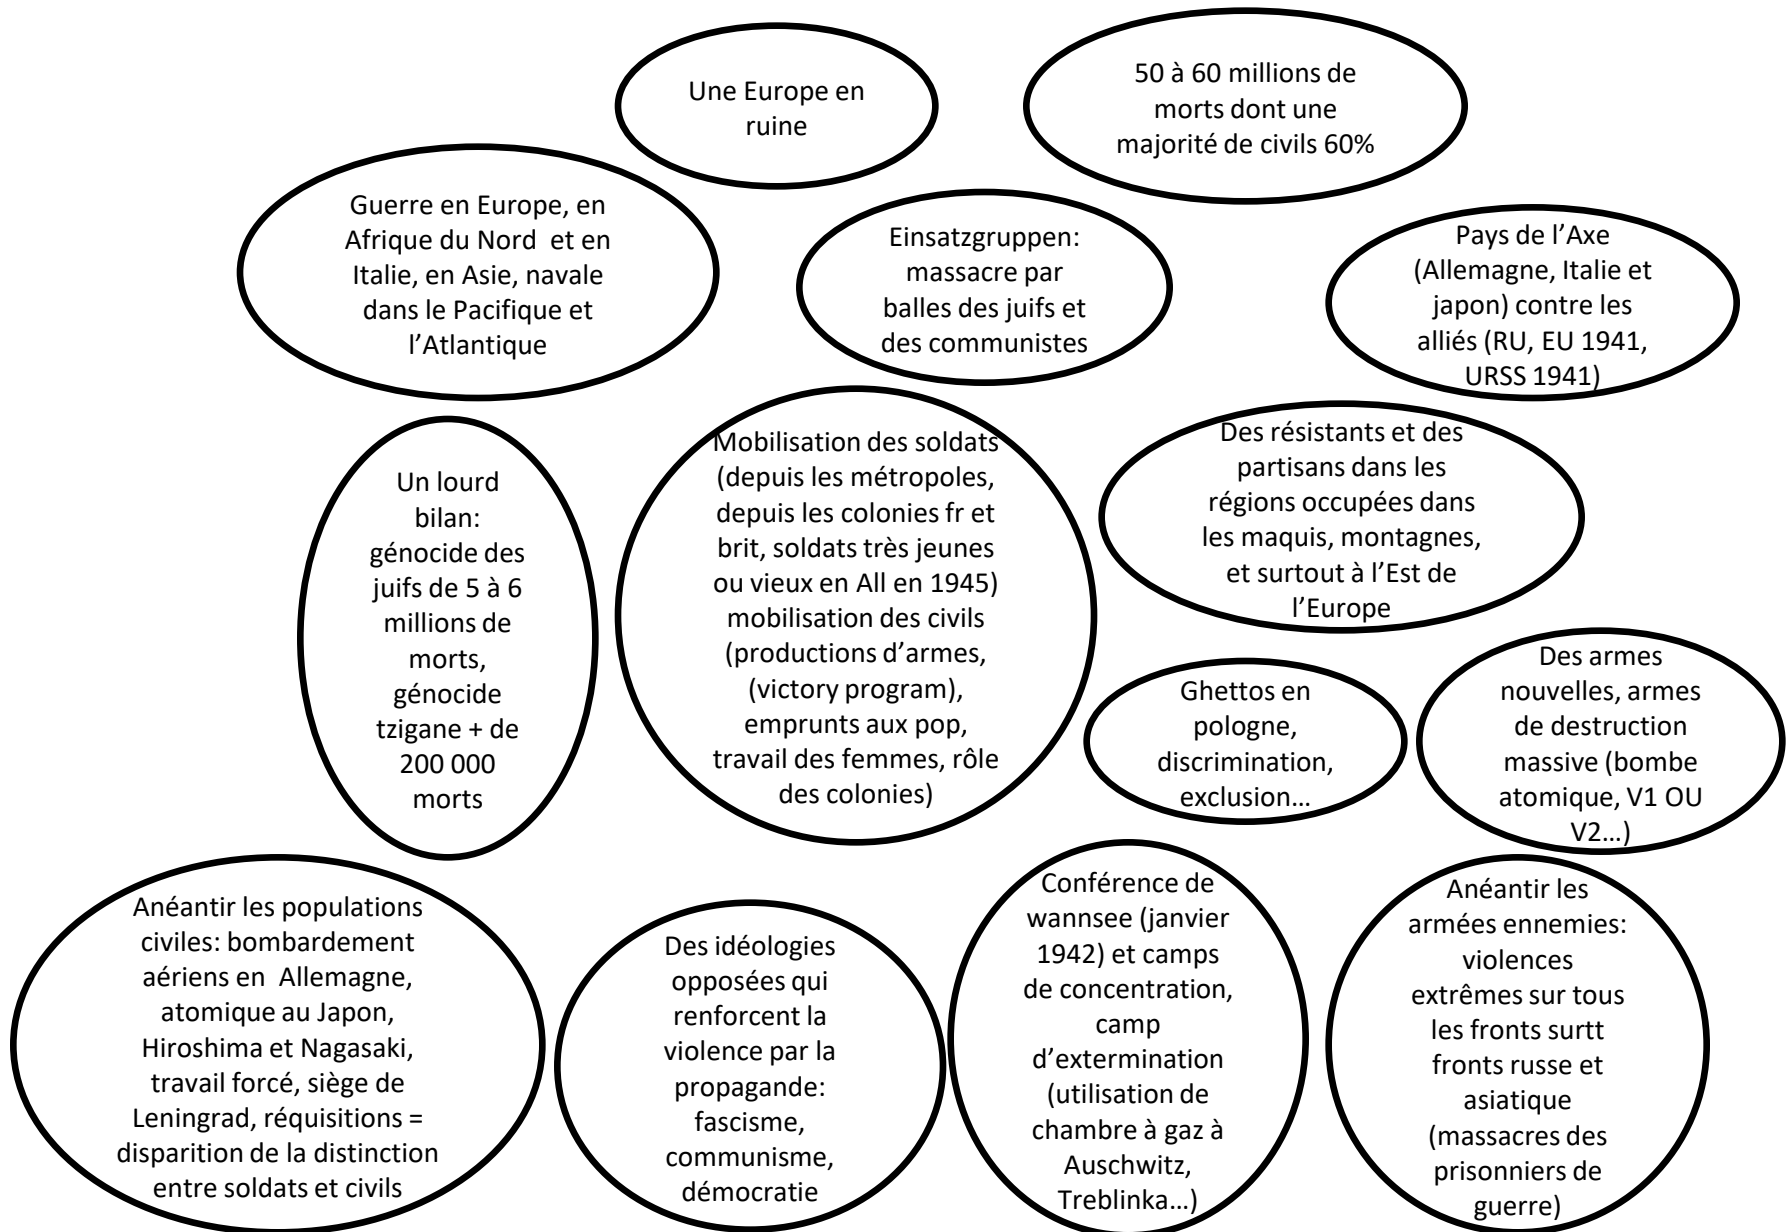 Une Europe en
ruine
50 à 60 millions de
morts dont une
majorité de civils 60%
Guerre en Europe, en
Afrique du Nord  et en
Italie, en Asie, navale
dans le Pacifique et
l’Atlantique
Einsatzgruppen:
massacre par
balles des juifs et
des communistes
Pays de l’Axe
(Allemagne, Italie et
japon) contre les
alliés (RU, EU 1941,
URSS 1941)
Un lourd
bilan:
génocide des
juifs de 5 à 6
millions de
morts,
génocide
tzigane + de
200 000
morts
Mobilisation des soldats
(depuis les métropoles,
depuis les colonies fr et
brit, soldats très jeunes
ou vieux en All en 1945)
mobilisation des civils
(productions d’armes,
(victory program),
emprunts aux pop,
travail des femmes, rôle
des colonies)
Des résistants et des
partisans dans les
régions occupées dans
les maquis, montagnes,
et surtout à l’Est de
l’Europe
Ghettos en
pologne,
discrimination,
exclusion…
Des armes
nouvelles, armes
de destruction
massive (bombe
atomique, V1 OU
V2…)
Anéantir les populations
civiles: bombardement
aériens en  Allemagne,
atomique au Japon,
Hiroshima et Nagasaki,
travail forcé, siège de
Leningrad, réquisitions =
disparition de la distinction
entre soldats et civils
Des idéologies
opposées qui
renforcent la
violence par la
propagande:
fascisme,
communisme,
démocratie
Conférence de
wannsee (janvier
1942) et camps
de concentration,
camp
d’extermination
(utilisation de
chambre à gaz à
Auschwitz,
Treblinka…)
Anéantir les
armées ennemies:
violences
extrêmes sur tous
les fronts surtt
fronts russe et
asiatique
(massacres des
prisonniers de
guerre)